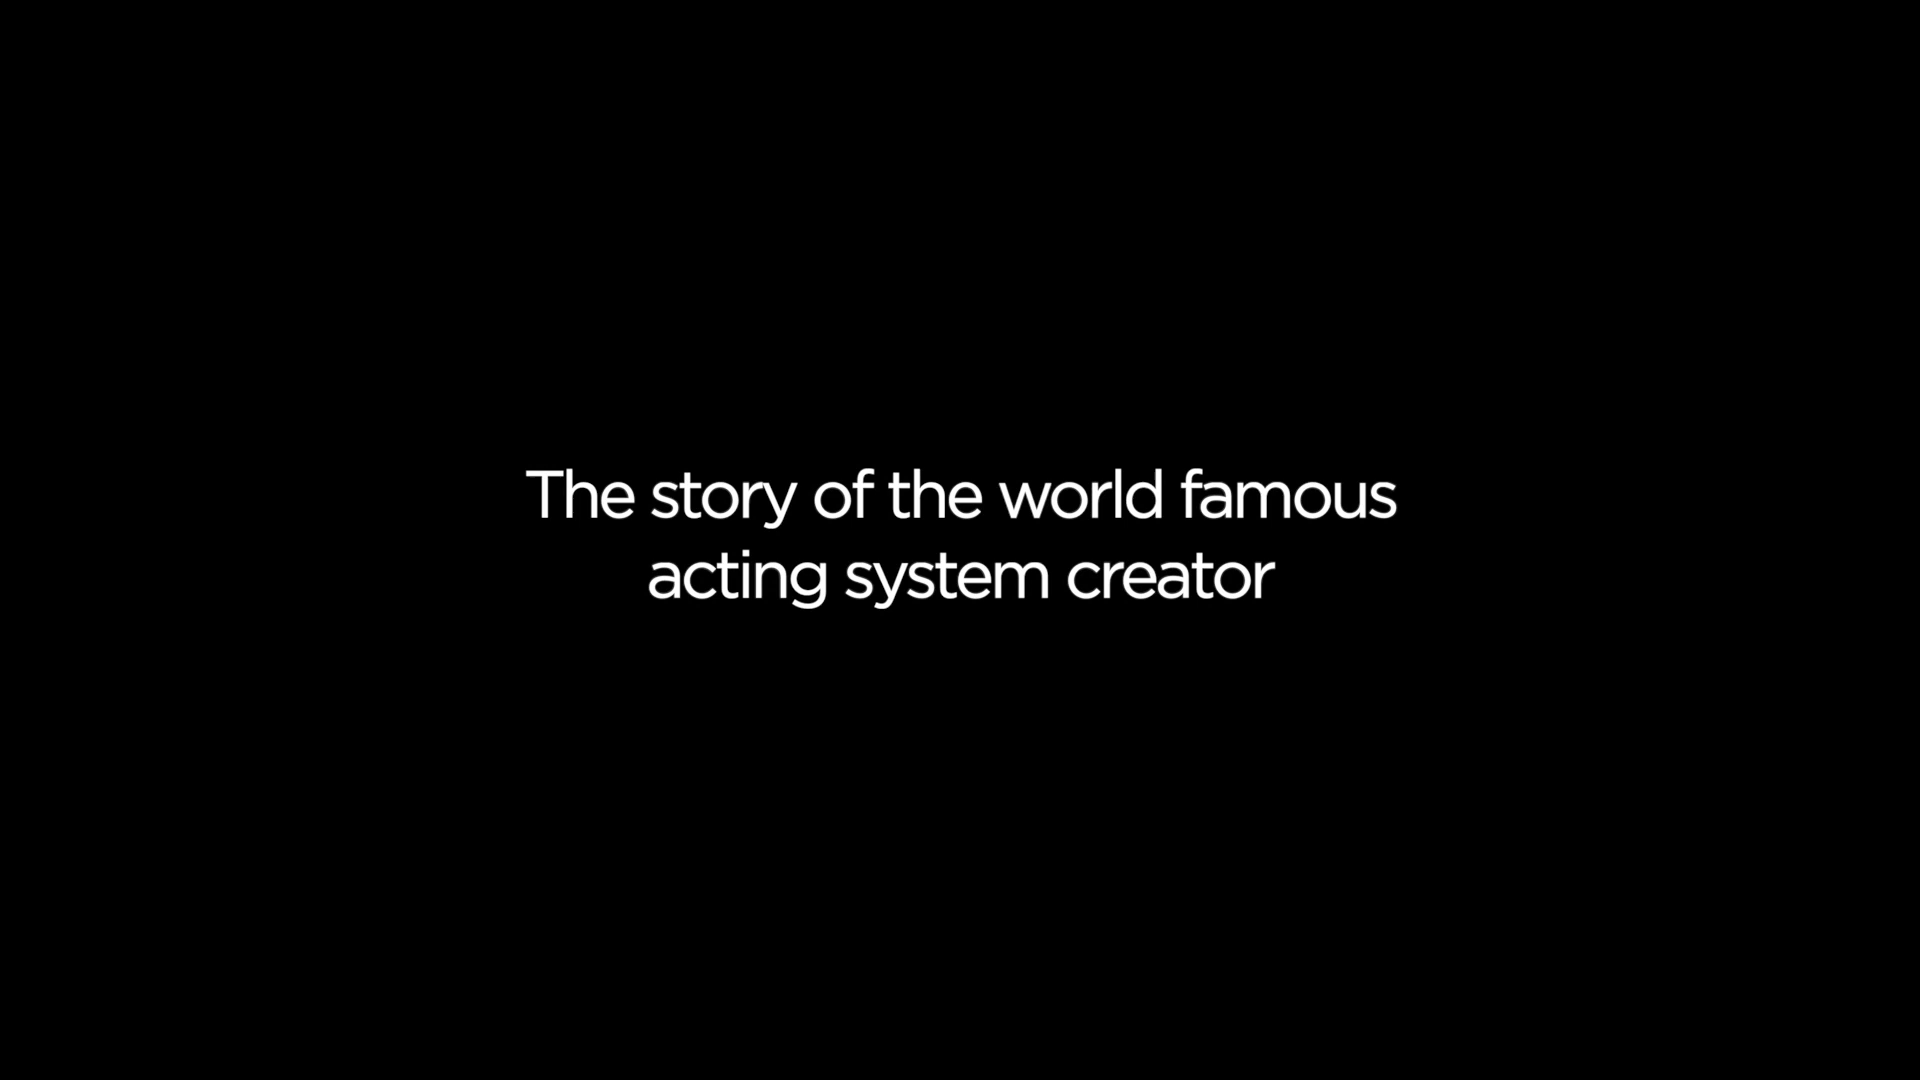 The story of the world famous
acting system creator